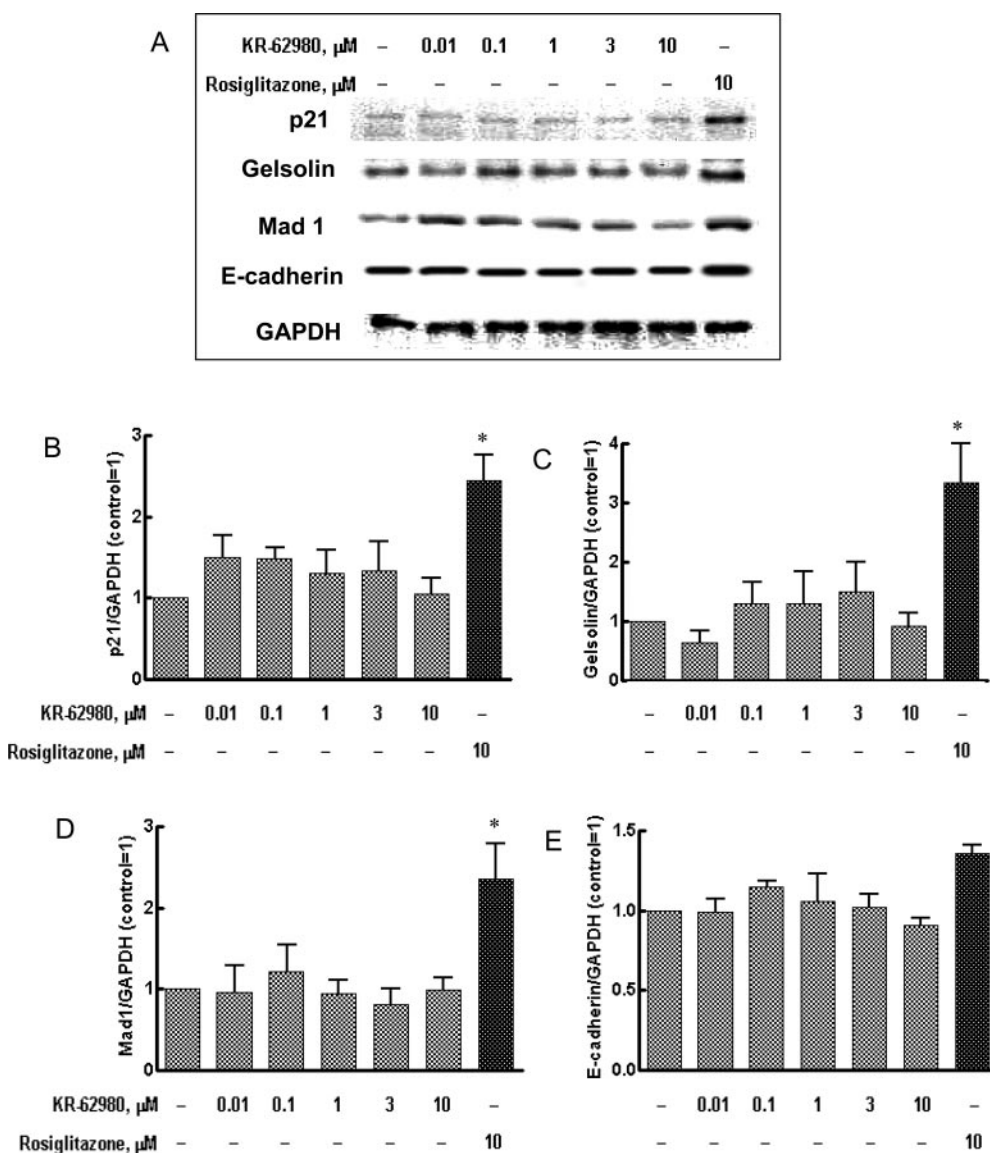 A
KR-62980, µM – 0.01 0.1 1 3 10 –
Rosiglitazone, µM – – – – – – 10
p21
Gelsolin
Mad 1
E-cadherin
GAPDH
B
p21/GAPDH (control=1)
3
2
1
0
*
KR-62980, µM – 0.01 0.1 1 3 10 –
Rosiglitazone, µM – – – – – – 10
C
Gelsolin/GAPDH (control=1)
4
3
2
1
0
*
– 0.01 0.1 1 3 10 –
– – – – – – 10
D
Mad1/GAPDH (control=1)
3
2
1
0
*
KR-62980, µM – 0.01 0.1 1 3 10 –
Rosiglitazone, µM – – – – – – 10
E
E-cadherin/GAPDH (control=1)
1.5
1.0
0.5
0.0
– 0.01 0.1 1 3 10 –
– – – – – – 10